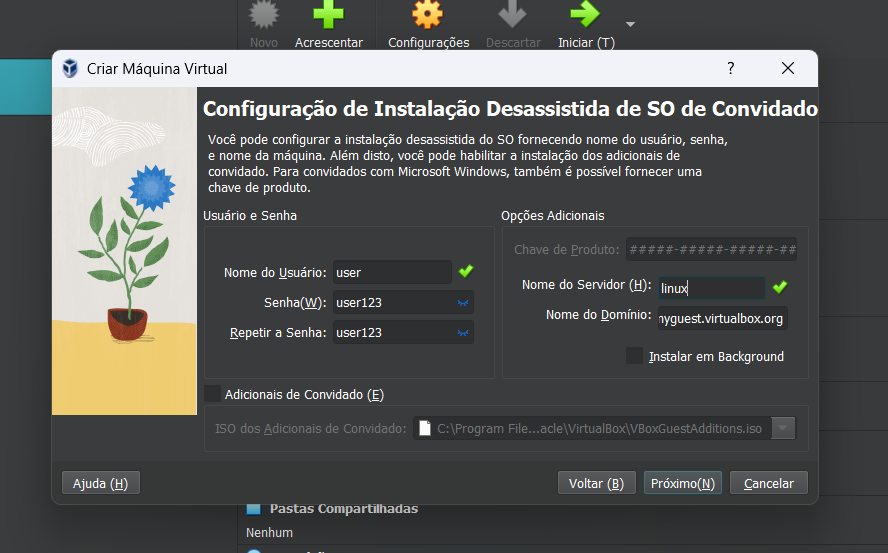 Novo
Acrescentar
Configurações
Descartar
Iniciar (T)
Criar Máquina Virtual
?
Configuração de Instalação Desassistida de SO de Convidado
Você pode configurar a instalação desassistida do SO fornecendo nome do usuário, senha,
e nome da máquina. Além disto, você pode habilitar a instalação dos adicionais de
convidado. Para convidados com Microsoft Windows, também é possível fornecer uma
chave de produto.
Usuário e Senha
Nome do Usuário: user
Senha(W): user123
Repetir a Senha: user123
Opções Adicionais
Chave de Produto: #####-#####-#####-##
Nome do Servidor (H): linux
Nome do Domínio: nyguest.virtualbox.org
Instalar em Background
Adicionais de Convidado (E)
ISO dos Adicionais de Convidado: C:\Program File...acle\VirtualBox\VBoxGuestAdditions.iso
Ajuda (H)
Voltar (B)
Próximo(N)
Cancelar
Pastas Compartilhadas
Nenhum